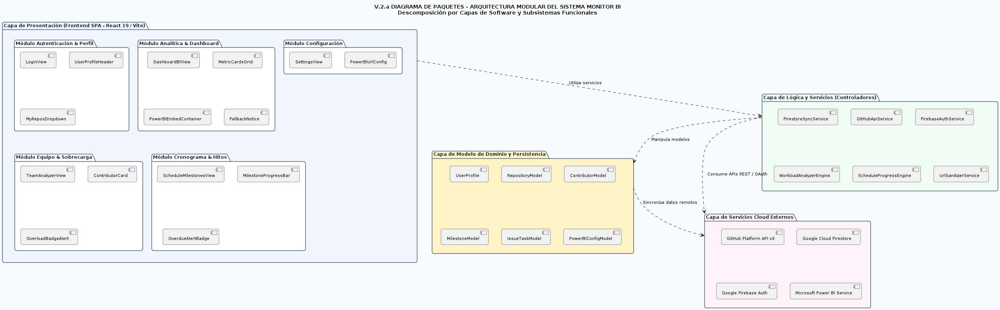 V.2.a DIAGRAMA DE PAQUETES - ARQUITECTURA MODULAR DEL SISTEMA MONITOR BI
Descomposición por Capas de Software y Subsistemas Funcionales
Capa de Presentación (Frontend SPA - React 19 / Vite)
Módulo Autenticación & Perfil
LoginView
UserProfileHeader
MyReposDropdown
Módulo Analítica & Dashboard
DashboardBIView
MetricCardsGrid
PowerBIEmbedContainer
FallbackNotice
Módulo Configuración
SettingsView
PowerBIUrlConfig
Módulo Equipo & Sobrecarga
TeamAnalyzerView
ContributorCard
OverloadBadgeAlert
Módulo Cronograma & Hitos
ScheduleMilestonesView
MilestoneProgressBar
OverdueAlertBadge
Utiliza servicios
Capa de Lógica y Servicios (Controladores)
FirestoreSyncService
GitHubApiService
FirebaseAuthService
WorkloadAnalyzerEngine
ScheduleProgressEngine
UrlSanitizerService
Manipula modelos
Consume APIs REST / OAuth
Capa de Modelo de Dominio y Persistencia
UserProfile
RepositoryModel
ContributorModel
MilestoneModel
IssueTaskModel
PowerBIConfigModel
Sincroniza datos remotos
Capa de Servicios Cloud Externos
GitHub Platform API v3
Google Cloud Firestore
Google Firebase Auth
Microsoft Power BI Service